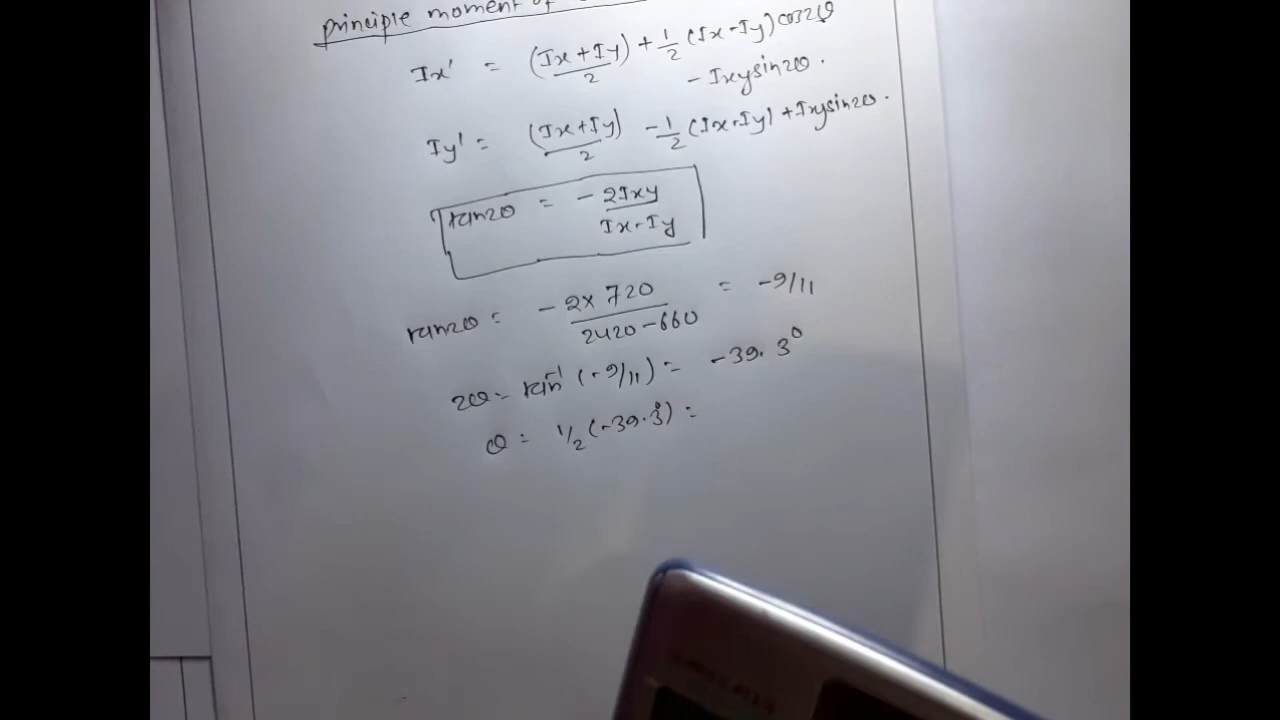 principle moment of
Ix' = (Ix+Iy)/2 + 1/2 (Ix-Iy) cos2θ
- Ixysin2θ.
Iy' = (Ix+Iy)/2 - 1/2 (Ix-Iy) + Ixysin2θ.
tan2θ = - 2Ixy/Ix-Iy
tan2θ = - 2x720/2420-660 = -9/11
2θ = tan⁻¹ (-9/11) = -39.3°
θ = 1/2 (-39.3°) =